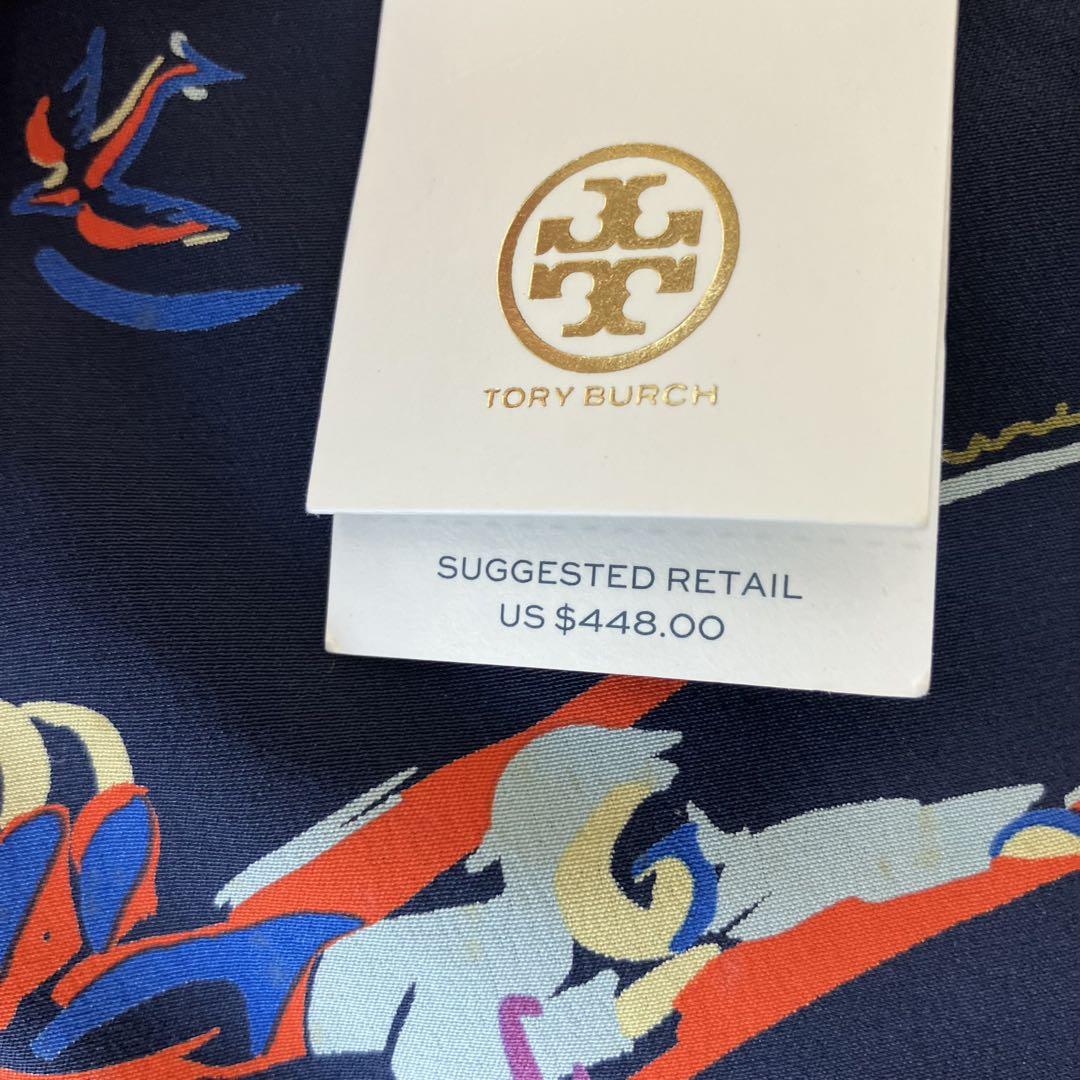 TORY BURCH
SUGGESTED RETAIL
US $448.00